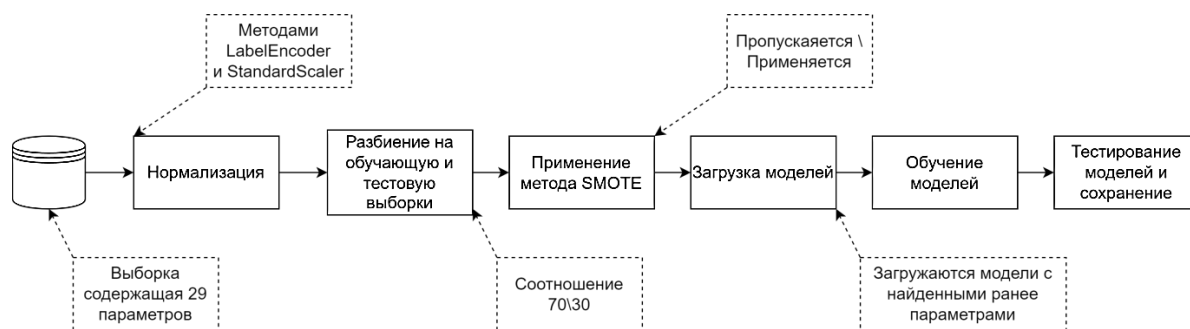 Методами
LabelEncoder
и StandardScaler
Пропускаяется \
Применяется
Нормализация
Разбиение на
обучающую и
тестовую
выборки
Применение
метода SMOTE
Загрузка моделей
Обучение
моделей
Тестирование
моделей и
сохранение
Выборка
содержащая 29
параметров
Соотношение
70\30
Загружаются модели с
найденными ранее
параметрами